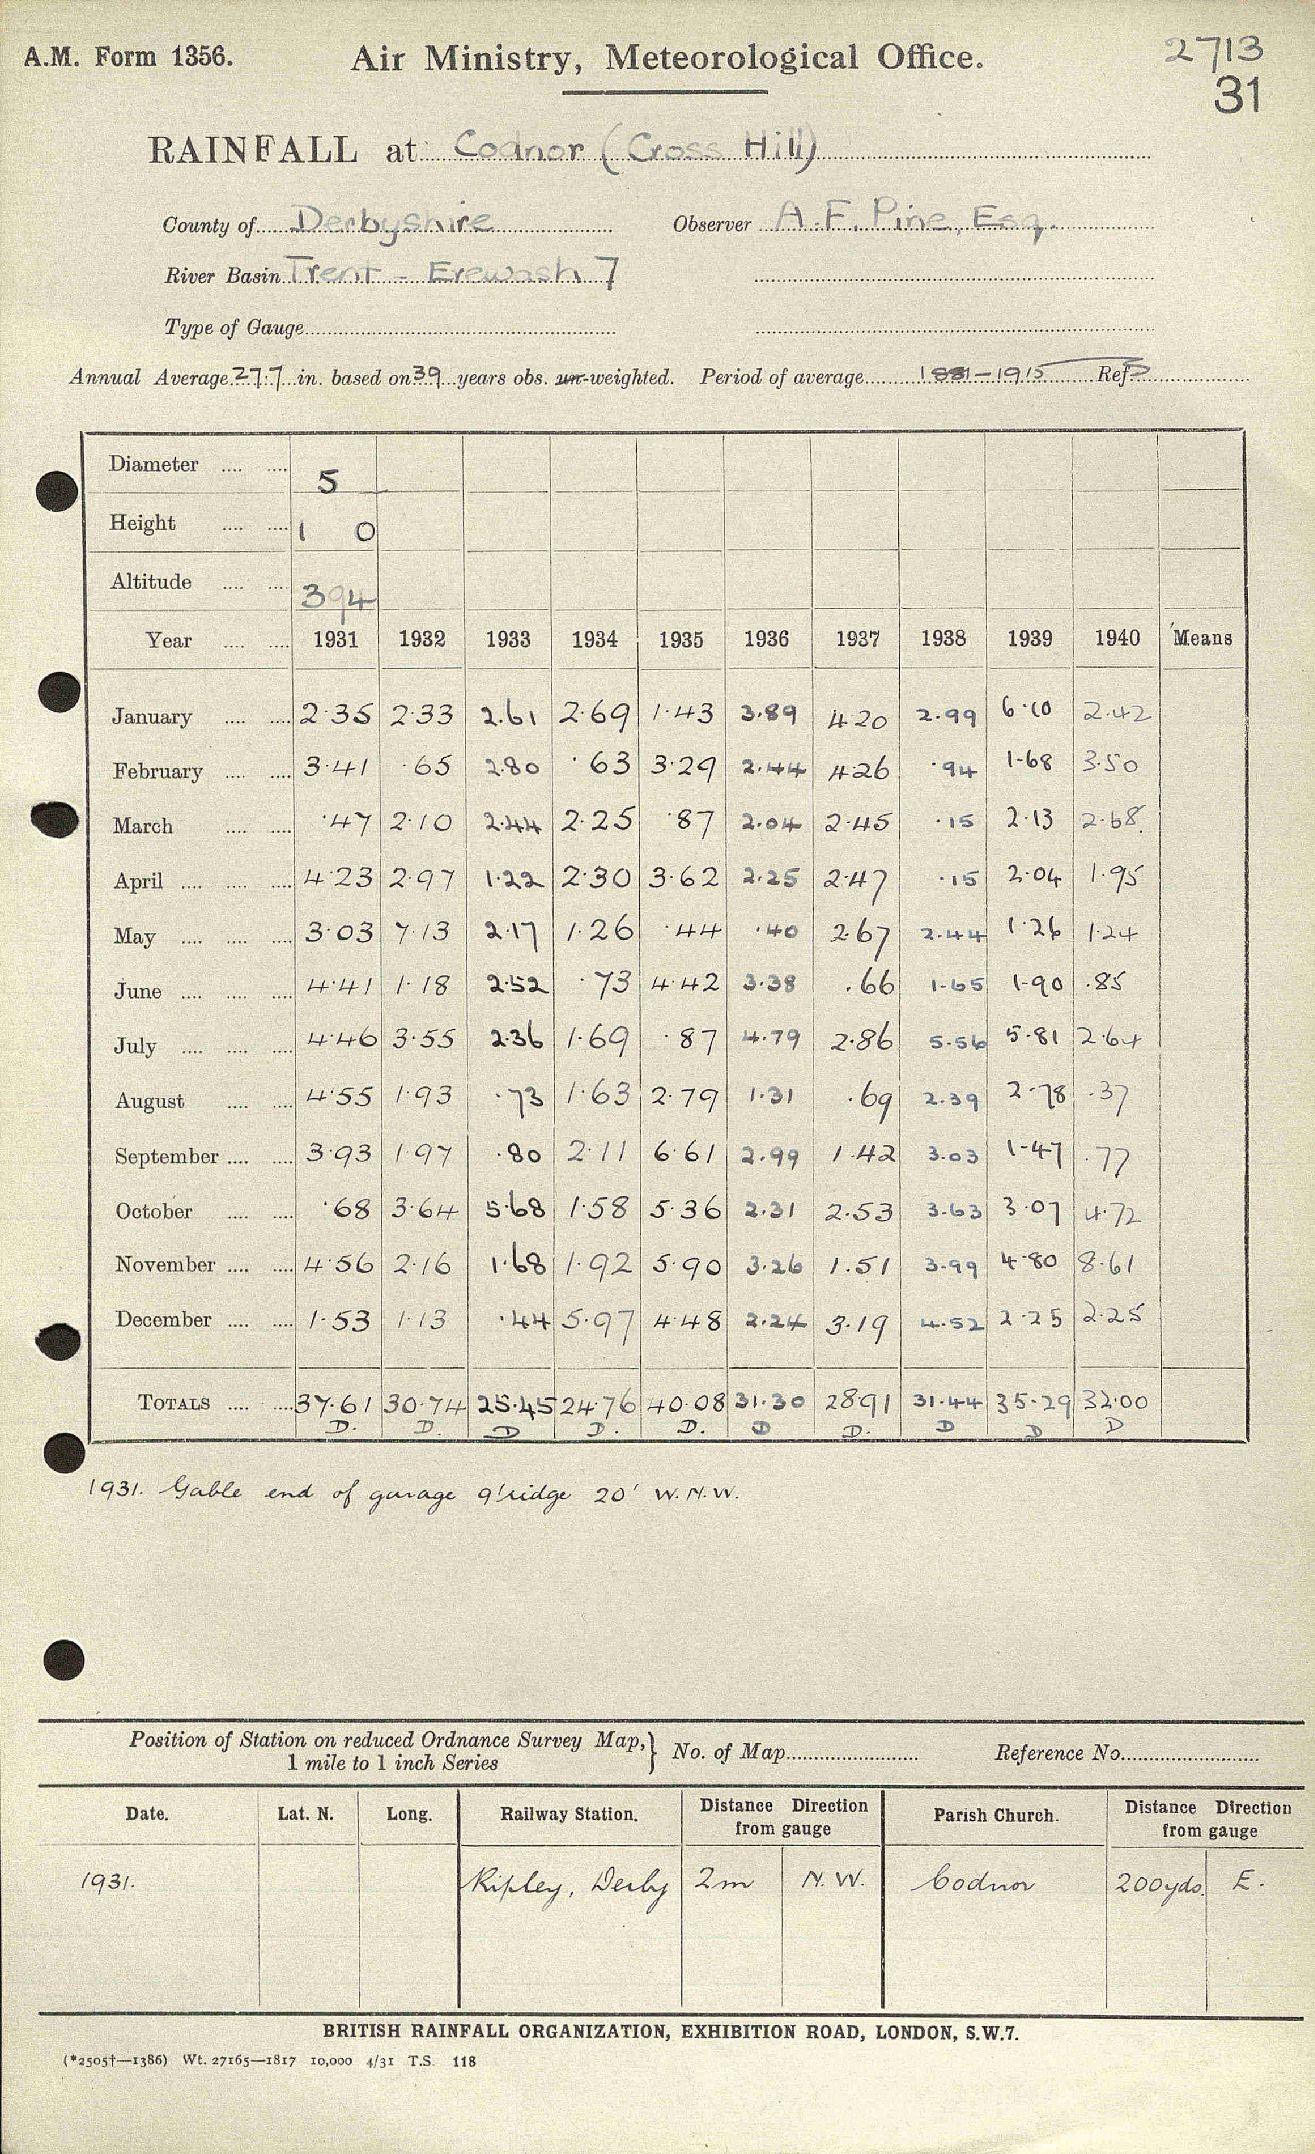 A.M. Form 1356.
Air Ministry, Meteorological Office.
2713
31
RAINFALL at Codnor (Cross Hill)
County of Derbyshire Observer A.F. Pine, Esq.
River Basin Trent - Erewash 7
Type of Gauge
Annual Average 27.7 in. based on 39 years obs. un-weighted. Period of average 1881-1915 Ref.
Diameter 5
Height 1 0
Altitude 394
Year 1931 1932 1933 1934 1935 1936 1937 1938 1939 1940 Means
January 2.35 2.33 2.61 2.69 1.43 3.89 4.20 2.99 6.10 2.42
February 3.41 .65 2.80 .63 3.29 2.44 4.26 .94 1.68 3.50
March .47 2.10 2.44 2.25 .87 2.04 2.45 .15 2.13 2.68
April 4.23 2.97 1.22 2.30 3.62 2.25 2.47 .15 2.04 1.95
May 3.03 7.13 2.17 1.26 .44 .40 2.67 2.44 1.26 1.24
June 4.41 1.18 2.52 .73 4.42 3.38 .66 1.65 1.90 .85
July 4.46 3.55 2.36 1.69 .87 4.79 2.86 5.56 5.81 2.64
August 4.55 1.93 .73 1.63 2.79 1.31 .69 2.39 2.78 .37
September 3.93 1.97 .80 2.11 6.61 2.99 1.42 3.03 1.47 .77
October .68 3.64 5.68 1.58 5.36 2.31 2.53 3.63 3.07 4.72
November 4.56 2.16 1.68 1.92 5.90 3.26 1.51 3.99 4.80 8.61
December 1.53 1.13 .44 5.97 4.48 2.24 3.19 4.52 2.25 2.25
TOTALS 37.61 30.74 25.45 24.76 40.08 31.30 28.91 31.44 35.29 32.00
D. D. D D. D. D D. D D D
1931. Gable end of garage 9' ridge 20' W.N.W.
Position of Station on reduced Ordnance Survey Map, } No. of Map Reference No.
1 mile to 1 inch Series
Date. Lat. N. Long. Railway Station. Distance Direction from gauge Parish Church. Distance Direction from gauge
1931. Ripley, Derby 2m N.W. Codnor 200yds. E.
BRITISH RAINFALL ORGANIZATION, EXHIBITION ROAD, LONDON, S.W.7.
(*2505†—1386) Wt. 27165—1817 10,000 4/31 T.S. 118